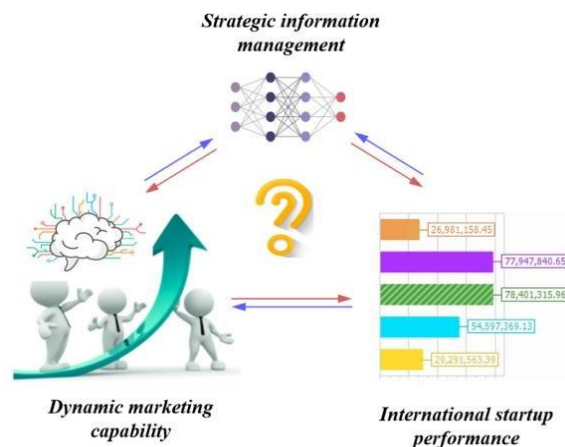 Strategic information
management
26,981,158.45
77,947,840.65
78,401,315.96
54,597,369.13
29,291,563.39
Dynamic marketing
capability
International startup
performance